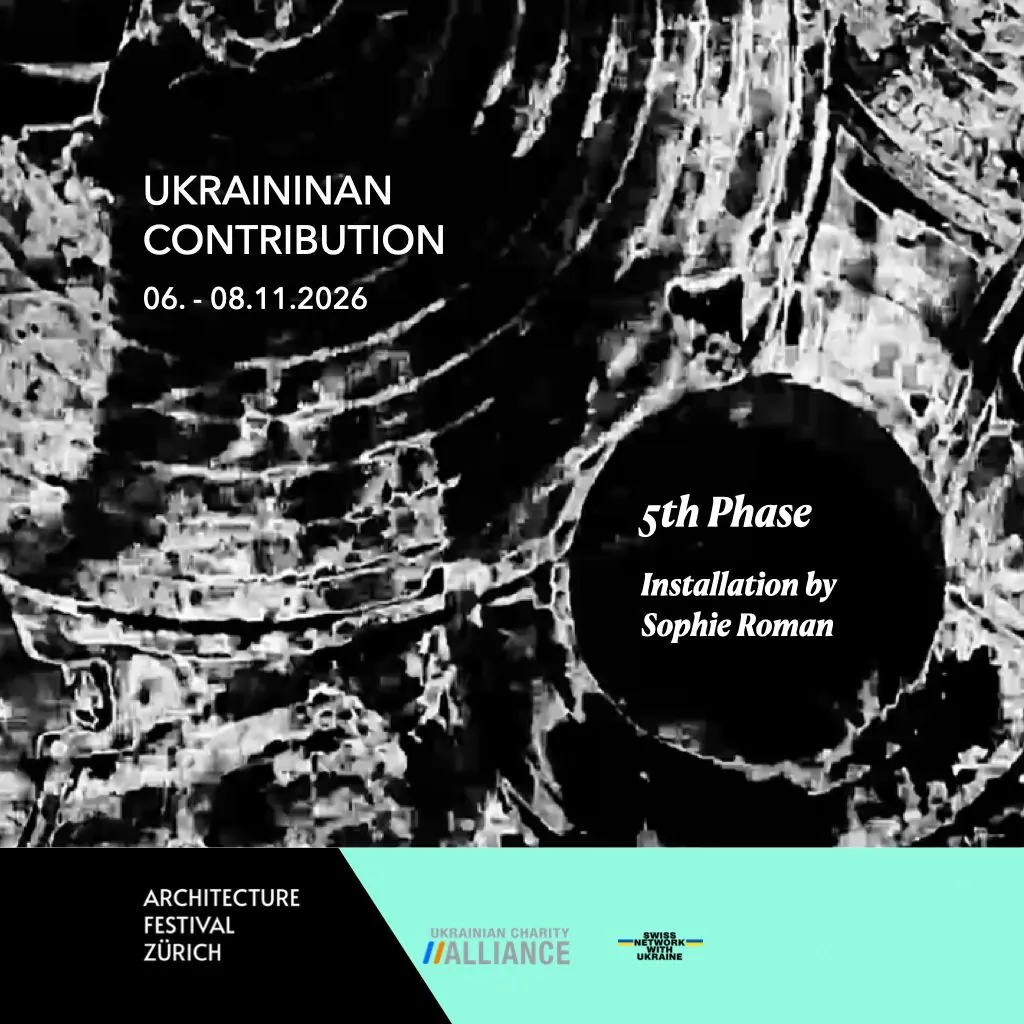 UKRAININAN
CONTRIBUTION
06. - 08.11.2026
5th Phase
Installation by
Sophie Roman
ARCHITECTURE
FESTIVAL
ZÜRICH
UKRAINIAN CHARITY
//ALLIANCE
SWISS
NETWORK
WITH
UKRAINE